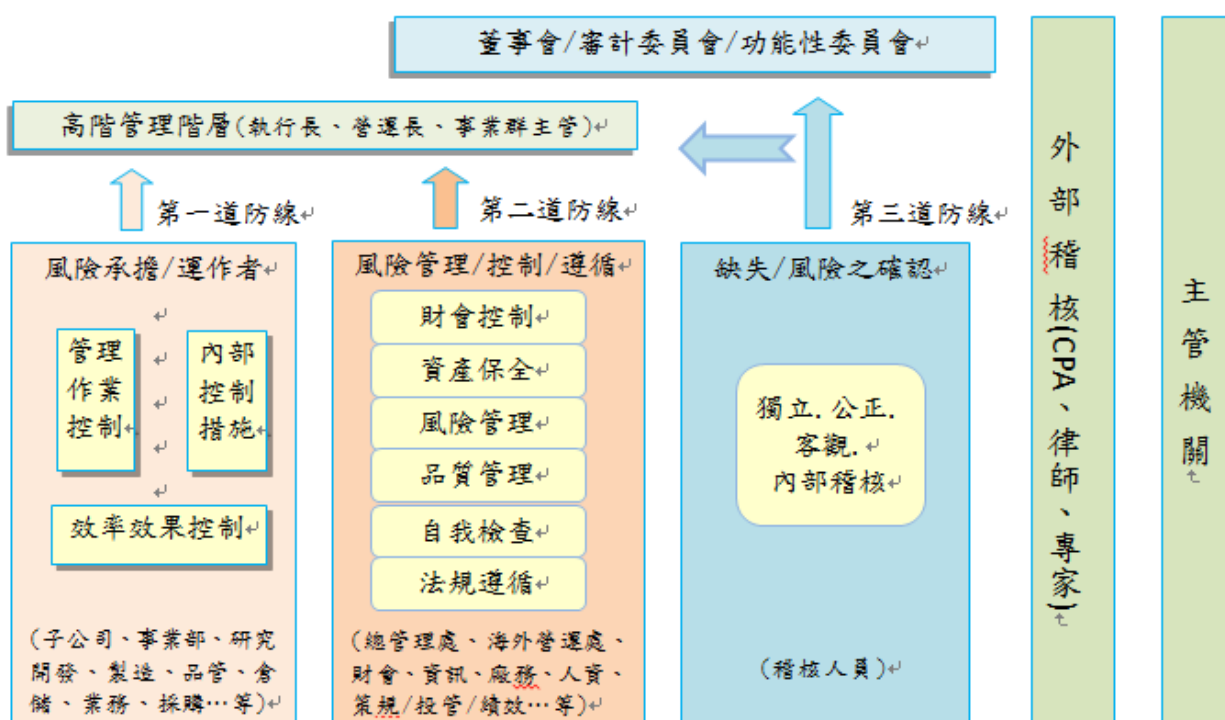 董事會/審計委員會/功能性委員會
高階管理階層(執行長、營運長、事業群主管)
第一道防線
第二道防線
第三道防線
風險承擔/運作者
管理
作業
控制
內部
控制
措施
效率效果控制
(子公司、事業部、研究
開發、製造、品管、倉
儲、業務、採購…等)
風險管理/控制/遵循
財會控制
資產保全
風險管理
品質管理
自我檢查
法規遵循
(總管理處、海外營運處、
財會、資訊、廠務、人資、
策規/投管/績效…等)
缺失/風險之確認
獨立.公正.
客觀.
內部稽核
(稽核人員)
外部稽核(CPA、律師、專家)
主管機關